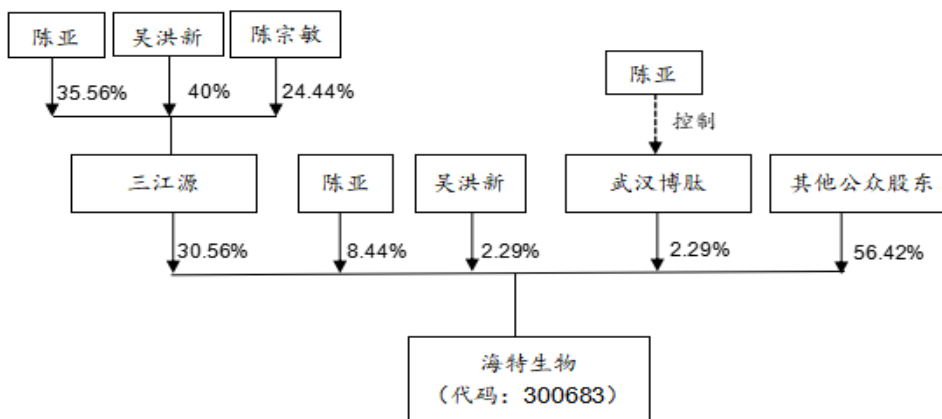 陈亚
吴洪新
陈宗敏
陈亚
35.56%
40%
24.44%
控制
三江源
陈亚
吴洪新
武汉博肽
其他公众股东
30.56%
8.44%
2.29%
2.29%
56.42%
海特生物
（代码：300683）